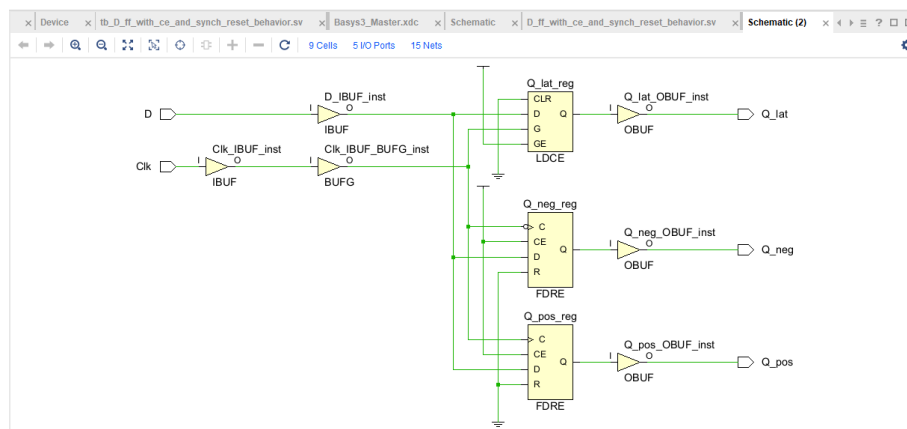 Device
tb_D_ff_with_ce_and_synch_reset_behavior.sv
Basys3_Master.xdc
Schematic
D_ff_with_ce_and_synch_reset_behavior.sv
Schematic (2)
9 Cells
5 I/O Ports
15 Nets
Q_lat_reg
D_IBUF_inst
CLR
Q_lat_OBUF_inst
D
I
O
D
Q
I
O
Q_lat
IBUF
G
OBUF
Clk_IBUF_inst
Clk_IBUF_BUFG_inst
GE
Clk
I
O
I
O
LDCE
IBUF
BUFG
Q_neg_reg
C
Q_neg_OBUF_inst
CE
Q
I
O
Q_neg
D
OBUF
R
FDRE
Q_pos_reg
C
Q_pos_OBUF_inst
CE
Q
I
O
Q_pos
D
OBUF
R
FDRE